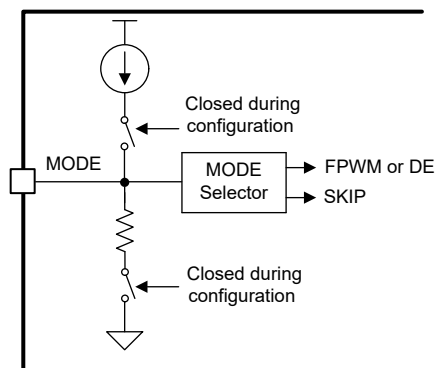 Closed during
configuration
MODE
MODE
Selector
FPWM or DE
SKIP
Closed during
configuration